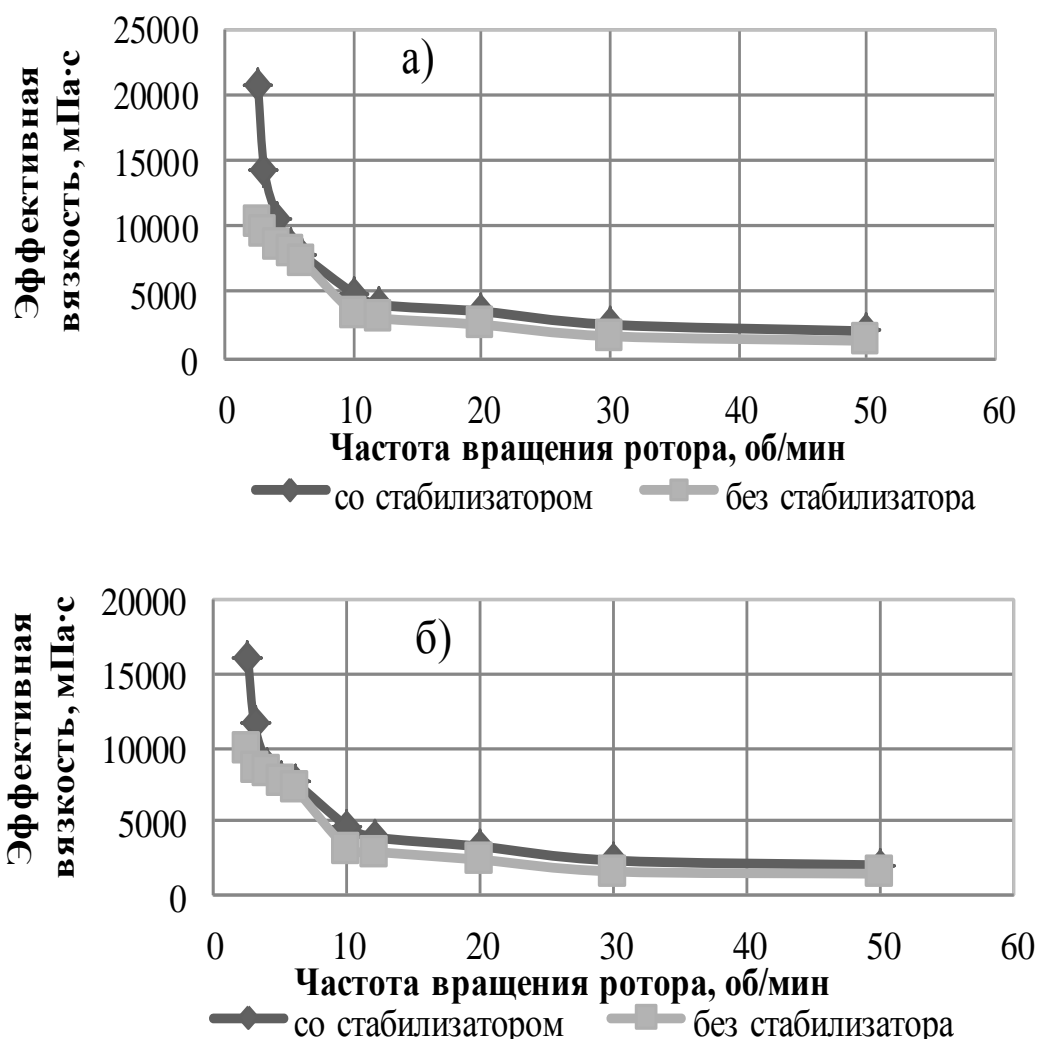 25000
20000
15000
10000
5000
0
а)
Эффективная
вязкость, мПа·с
0 10 20 30 40 50 60
Частота вращения ротора, об/мин
со стабилизатором без стабилизатора
20000
15000
10000
5000
0
б)
Эффективная
вязкость, мПа·с
0 10 20 30 40 50 60
Частота вращения ротора, об/мин
со стабилизатором без стабилизатора